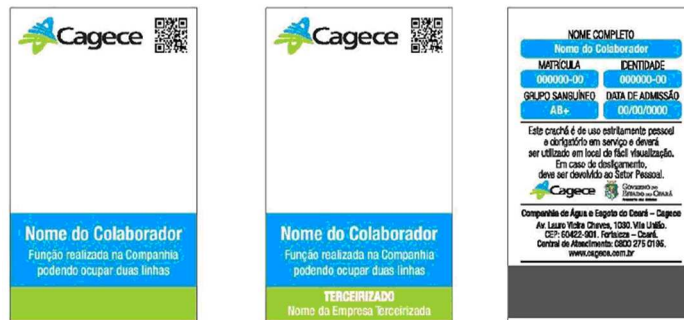 Cagece
Nome do Colaborador
Função realizada na Companhia
podendo ocupar duas linhas
Cagece
Nome do Colaborador
Função realizada na Companhia
podendo ocupar duas linhas
TERCEIRIZADO
Nome da Empresa Terceirizada
NOME COMPLETO
Nome do Colaborador
MATRÍCULA IDENTIDADE
000000-00 000000-00
GRUPO SANGUÍNEO DATA DE ADMISSÃO
AB+ 00/00/0000
Este crachá é de uso estritamente pessoal
e obrigatório em serviço e deverá
ser utilizado em local de fácil visualização.
Em caso de desligamento,
deve ser devolvido ao Setor Pessoal.
Cagece GOVERNO DO
ESTADO DO CEARÁ
Companhia de Água e Esgoto do Ceará – Cagece
Av. Lauro Vieira Chaves, 1030. Vila União.
CEP: 60422-901. Fortaleza – Ceará.
Central de Atendimento: 0800 275 0195.
www.cagece.com.br